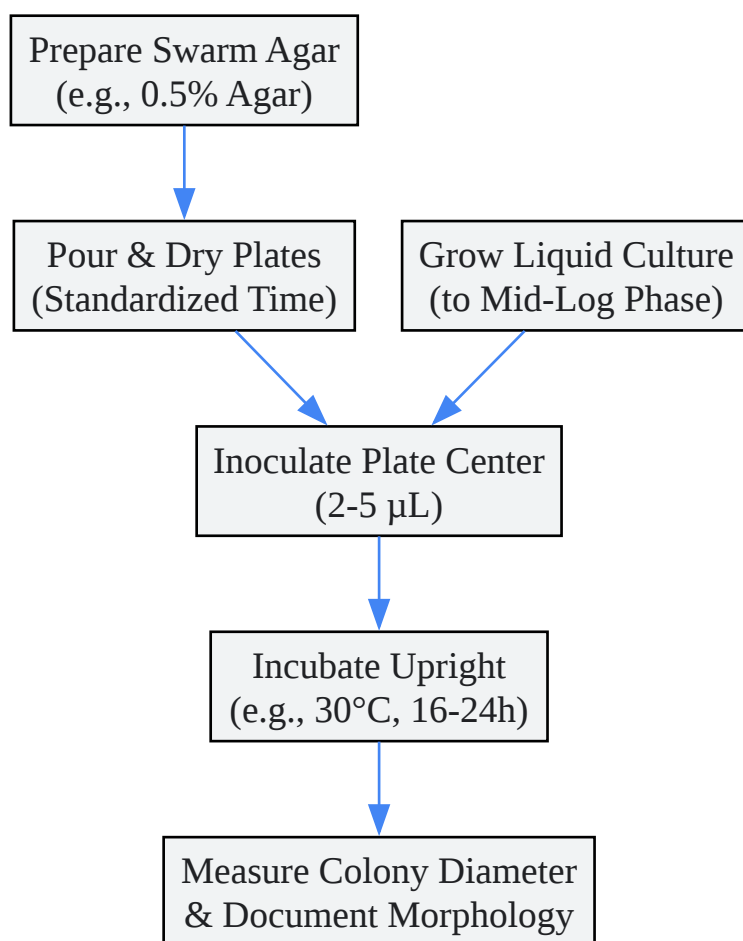 Prepare Swarm Agar
(e.g., 0.5% Agar)
Pour & Dry Plates
(Standardized Time)
Grow Liquid Culture
(to Mid-Log Phase)
Inoculate Plate Center
(2-5 µL)
Incubate Upright
(e.g., 30°C, 16-24h)
Measure Colony Diameter
& Document Morphology